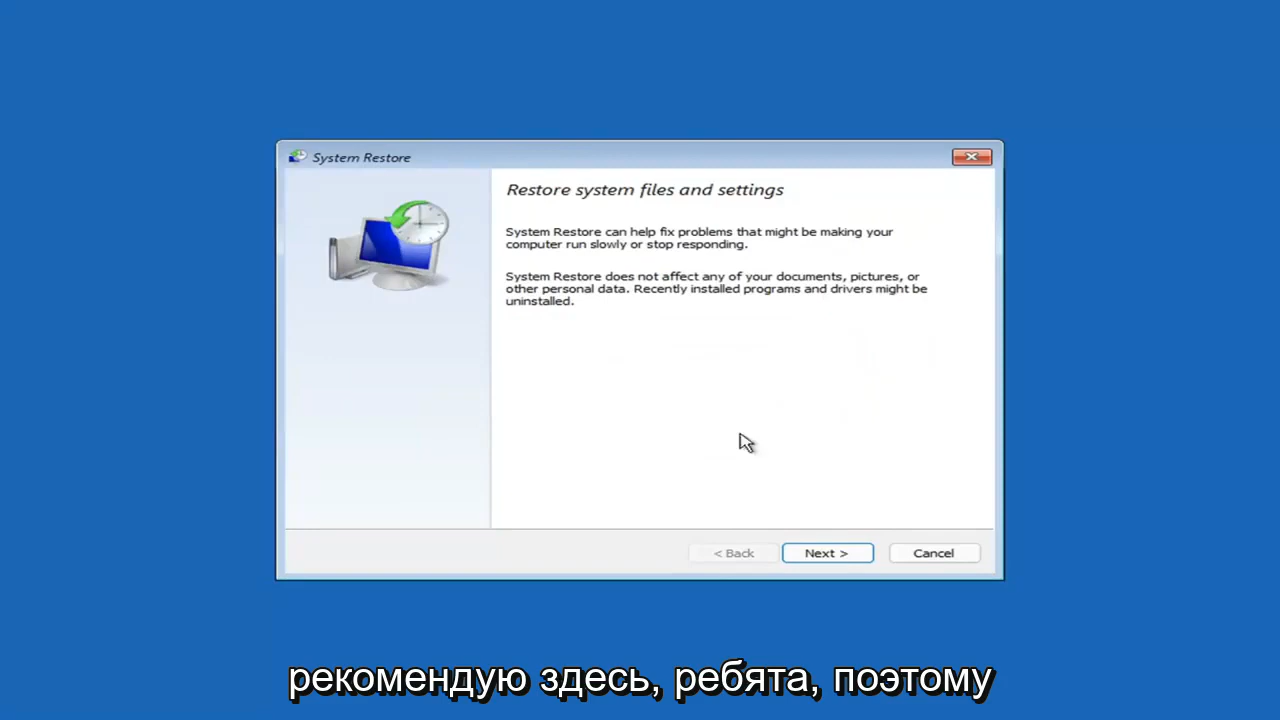 System Restore
Restore system files and settings
System Restore can help fix problems that might be making your
computer run slowly or stop responding.
System Restore does not affect any of your documents, pictures, or
other personal data. Recently installed programs and drivers might be
uninstalled.
< Back
Next >
Cancel
рекомендую здесь, ребята, поэтому